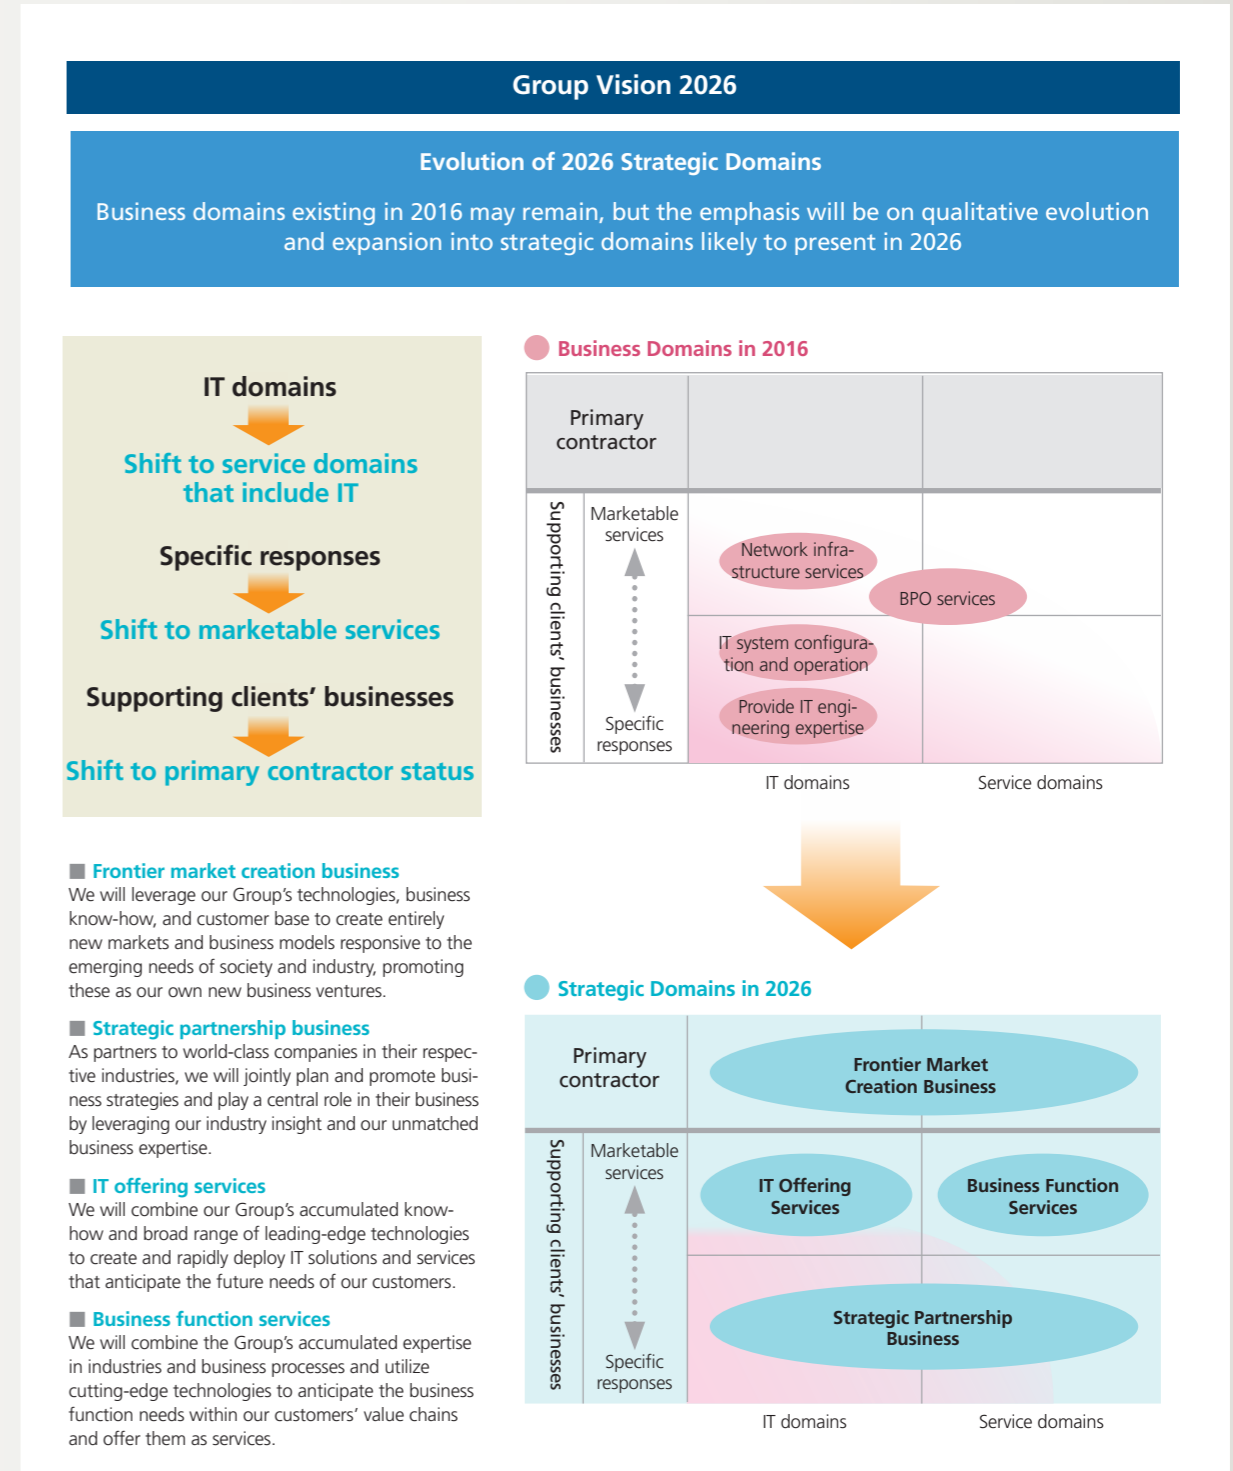 Group Vision 2026
Evolution of 2026 Strategic Domains
Business domains existing in 2016 may remain, but the emphasis will be on qualitative evolution
and expansion into strategic domains likely to present in 2026
IT domains
Shift to service domains
that include IT
Specific responses
Shift to marketable services
Supporting clients’ businesses
Shift to primary contractor status
Frontier market creation business
We will leverage our Group’s technologies, business
know-how, and customer base to create entirely
new markets and business models responsive to the
emerging needs of society and industry, promoting
these as our own new business ventures.
Strategic partnership business
As partners to world-class companies in their respec-
tive industries, we will jointly plan and promote busi-
ness strategies and play a central role in their business
by leveraging our industry insight and our unmatched
business expertise.
IT offering services
We will combine our Group’s accumulated know-
how and broad range of leading-edge technologies
to create and rapidly deploy IT solutions and services
that anticipate the future needs of our customers.
Business function services
We will combine the Group’s accumulated expertise
in industries and business processes and utilize
cutting-edge technologies to anticipate the business
function needs within our customers’ value chains
and offer them as services.
Business Domains in 2016
Primary
contractor
Supporting clients’ businesses
Marketable
services
Specific
responses
Network infra-
structure services
BPO services
IT system configura-
tion and operation
Provide IT engi-
neering expertise
IT domains
Service domains
Strategic Domains in 2026
Primary
contractor
Frontier Market
Creation Business
Supporting clients’ businesses
Marketable
services
Specific
responses
IT Offering
Services
Business Function
Services
Strategic Partnership
Business
IT domains
Service domains